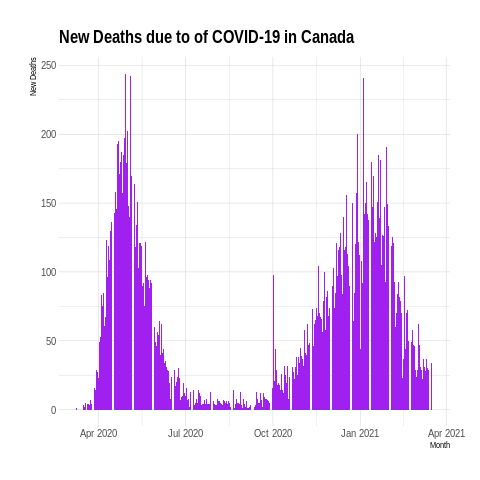 New Deaths due to of COVID-19 in Canada
New Deaths
250
200
150
100
50
0
Apr 2020 Jul 2020 Oct 2020 Jan 2021 Apr 2021
Month